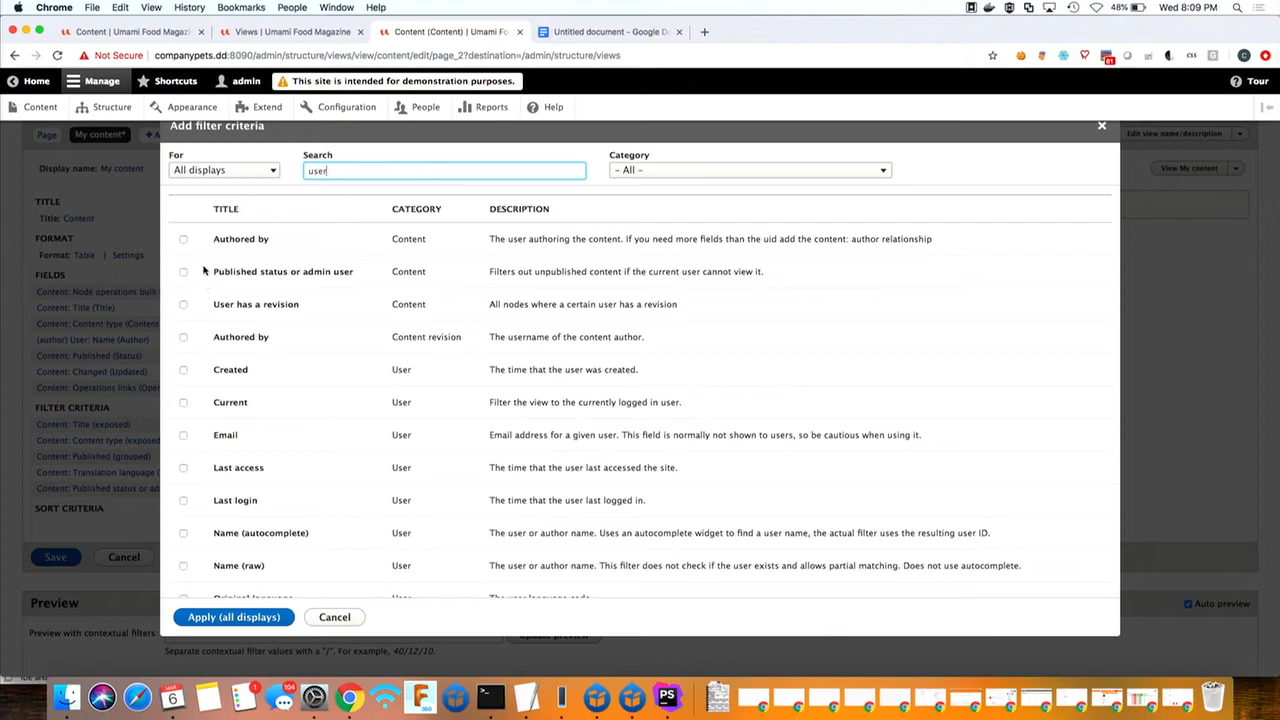 Chrome File Edit View History Bookmarks People Window Help 48% Wed 8:09 PM
Content | Umami Food Magaz × Views | Umami Food Magazine × Content (Content) | Umami Fo × Untitled document - Google D ×
Not Secure companypets.dd:8090/admin/structure/views/view/content/edit/page_2?destination=/admin/structure/views
Home Manage Shortcuts admin This site is intended for demonstration purposes. Tour
Content Structure Appearance Extend Configuration People Reports Help
Page My content* Add filter criteria Edit view name/description
Display name: My content View My content
For Search Category
All displays user - All -
TITLE
Title: Content
FORMAT
Format: Table | Settings
FIELDS
Content: Node operations bulk
Content: Title (Title)
Content: Content type (Content
(author) User: Name (Author)
Content: Published (Status)
Content: Changed (Updated)
Content: Operations links (Ope
FILTER CRITERIA
Content: Title (exposed)
Content: Content type (exposed
Content: Published (grouped)
Content: Translation language (
Content: Published status or ad
SORT CRITERIA
Save Cancel
TITLE CATEGORY DESCRIPTION
Authored by Content The user authoring the content. If you need more fields than the uid add the content: author relationship
Published status or admin user Content Filters out unpublished content if the current user cannot view it.
User has a revision Content All nodes where a certain user has a revision
Authored by Content revision The username of the content author.
Created User The time that the user was created.
Current User Filter the view to the currently logged in user.
Email User Email address for a given user. This field is normally not shown to users, so be cautious when using it.
Last access User The time that the user last accessed the site.
Last login User The time that the user last logged in.
Name (autocomplete) User The user or author name. Uses an autocomplete widget to find a user name, the actual filter uses the resulting user ID.
Name (raw) User The user or author name. This filter does not check if the user exists and allows partial matching. Does not use autocomplete.
Apply (all displays) Cancel
Preview Auto preview
Preview with contextual filters: Update preview
Separate contextual filter values with a "/". For example, 40/12/10.